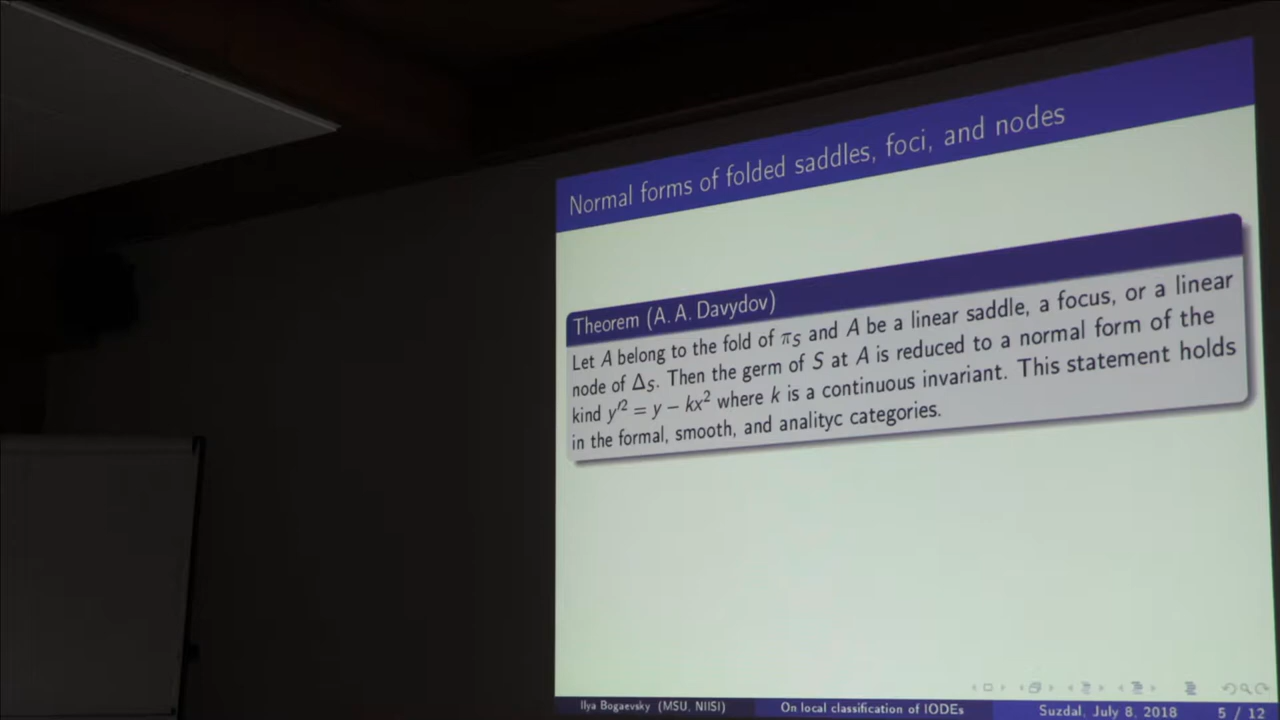 Normal forms of folded saddles, foci, and nodes
Theorem (A. A. Davydov)
Let A belong to the fold of πS and A be a linear saddle, a focus, or a linear
node of ΔS. Then the germ of S at A is reduced to a normal form of the
kind y′² = y − kx² where k is a continuous invariant. This statement holds
in the formal, smooth, and analityc categories.
Ilya Bogaevsky (MSU, NIISI) On local classification of IODEs Suzdal, July 8, 2018 5 / 12